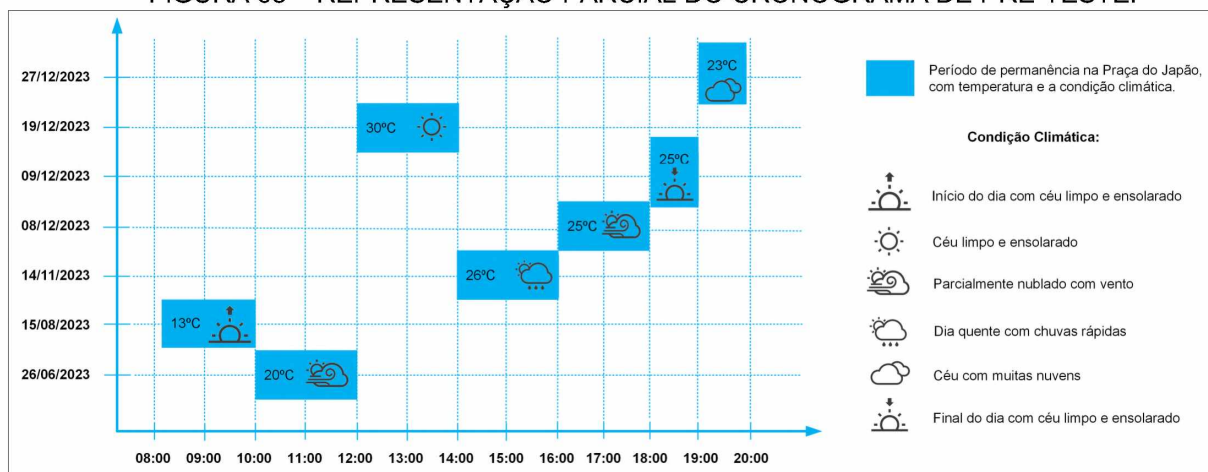 27/12/2023
19/12/2023
09/12/2023
08/12/2023
14/11/2023
15/08/2023
26/06/2023
23ºC
30ºC
25ºC
25ºC
26ºC
13ºC
20ºC
08:00 09:00 10:00 11:00 12:00 13:00 14:00 15:00 16:00 17:00 18:00 19:00 20:00
Período de permanência na Praça do Japão,
com temperatura e a condição climática.
Condição Climática:
Início do dia com céu limpo e ensolarado
Céu limpo e ensolarado
Parcialmente nublado com vento
Dia quente com chuvas rápidas
Céu com muitas nuvens
Final do dia com céu limpo e ensolarado